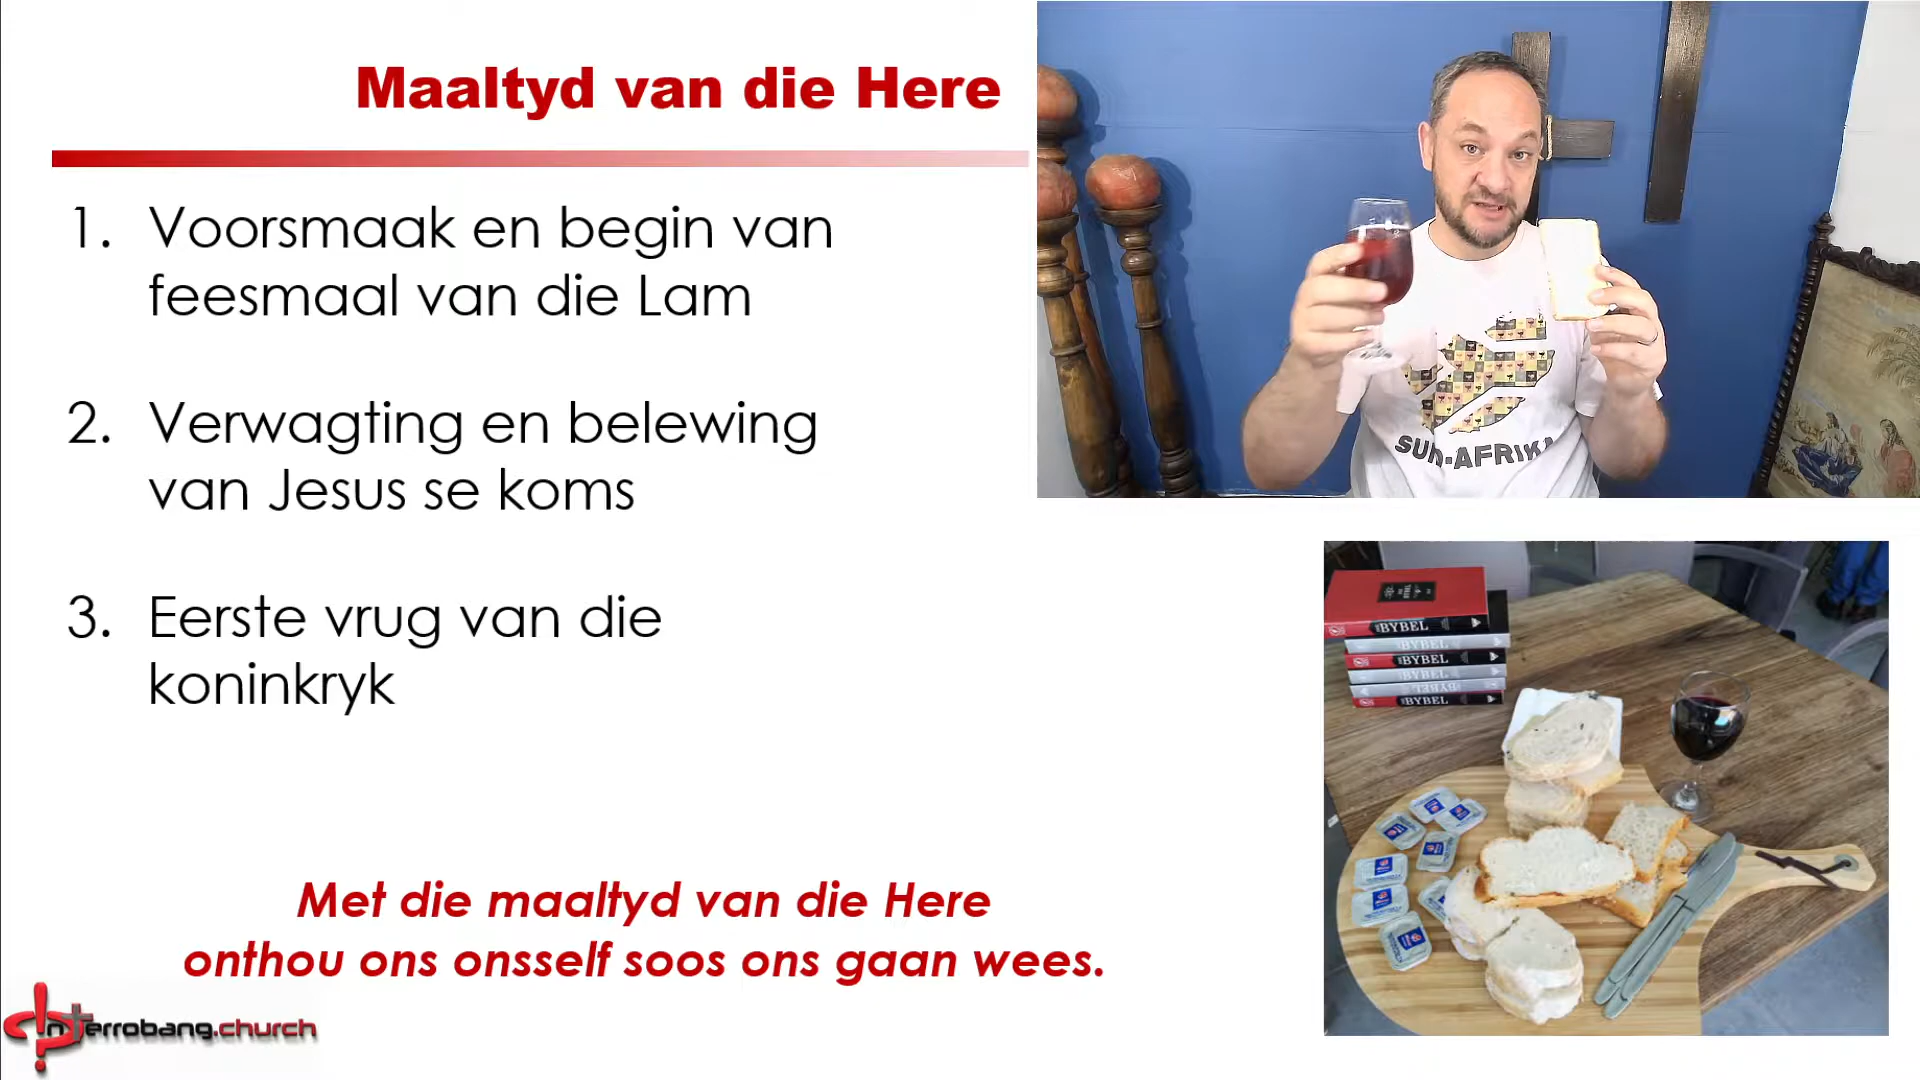 Maaltyd van die Here
1. Voorsmaak en begin van
feesmaal van die Lam
2. Verwagting en belewing
van Jesus se koms
3. Eerste vrug van die
koninkryk
Met die maaltyd van die Here
onthou ons onsself soos ons gaan wees.
interrobang.church
SUID-AFRIKA
BYBEL
BYBEL
BYBEL